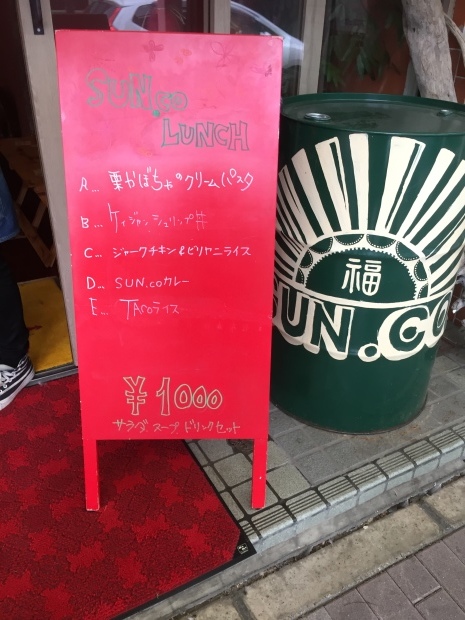 SUN.co
LUNCH
A... 栗かぼちゃのクリームパスタ
B... ケイジャンシュリンプ丼
C... ジャークチキン&ビリヤニライス
D... SUN.coカレー
E... TACOライス
¥1000
サラダ スープ ドリンクセット
福
SUN.CO